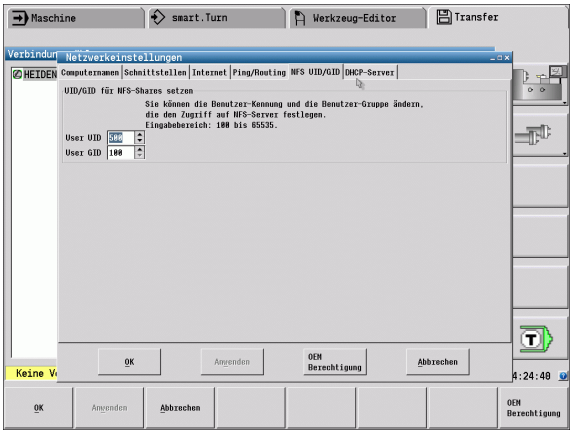 Maschine
smart.Turn
Werkzeug-Editor
Transfer
Netzwerkeinstellungen
HEIDEN
Computernamen Schnittstellen Internet Ping/Routing NFS UID/GID DHCP-Server
UID/GID für NFS-Shares setzen
Sie können die Benutzer-Kennung und die Benutzer-Gruppe ändern,
die den Zugriff auf NFS-Server festlegen.
Eingabebereich: 100 bis 65535.
User UID 500
User GID 100
OK
Anwenden
OEM
Berechtigung
Abbrechen
T
Keine
4:24:40
OK
Anwenden
Abbrechen
OEM
Berechtigung